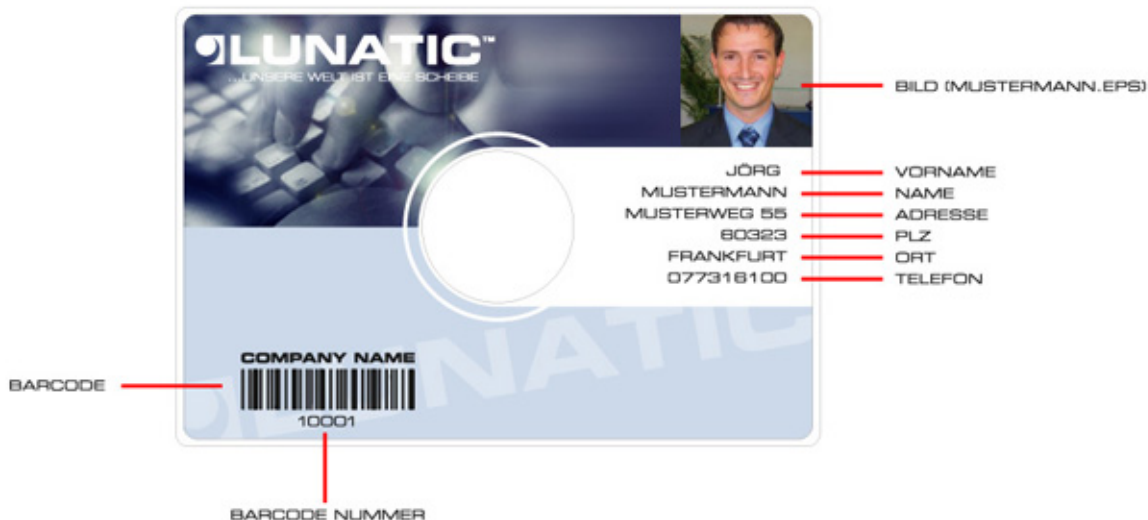 LUNATIC™
...UNSERE WELT IST EINE SCHEIBE
BILD (MUSTERMANN.EPS)
JÖRG VORNAME
MUSTERMANN NAME
MUSTERWEG 55 ADRESSE
60323 PLZ
FRANKFURT ORT
077316100 TELEFON
LUNATIC
COMPANY NAME
BARCODE
10001
BARCODE NUMMER